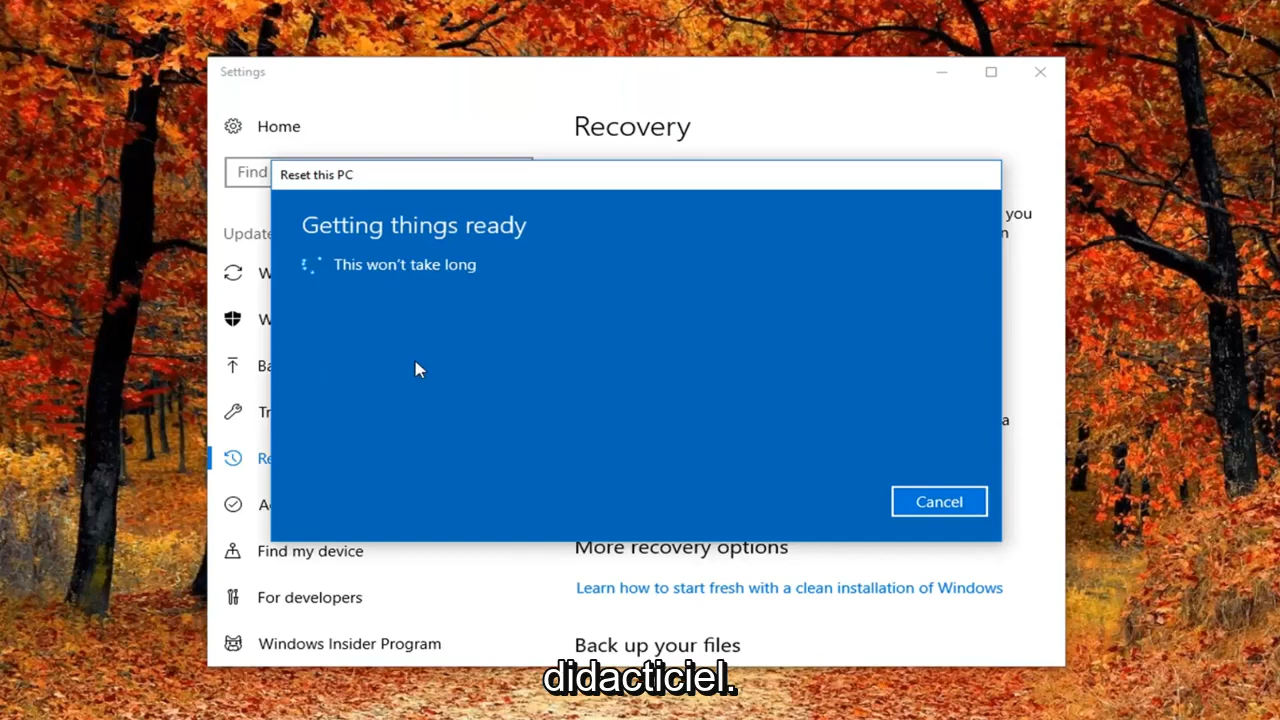 Settings
Home
Recovery
Find
Reset this PC
Getting things ready
This won't take long
you
Update
Find my device
For developers
Windows Insider Program
Cancel
More recovery options
Learn how to start fresh with a clean installation of Windows
Back up your files
didacticiel.